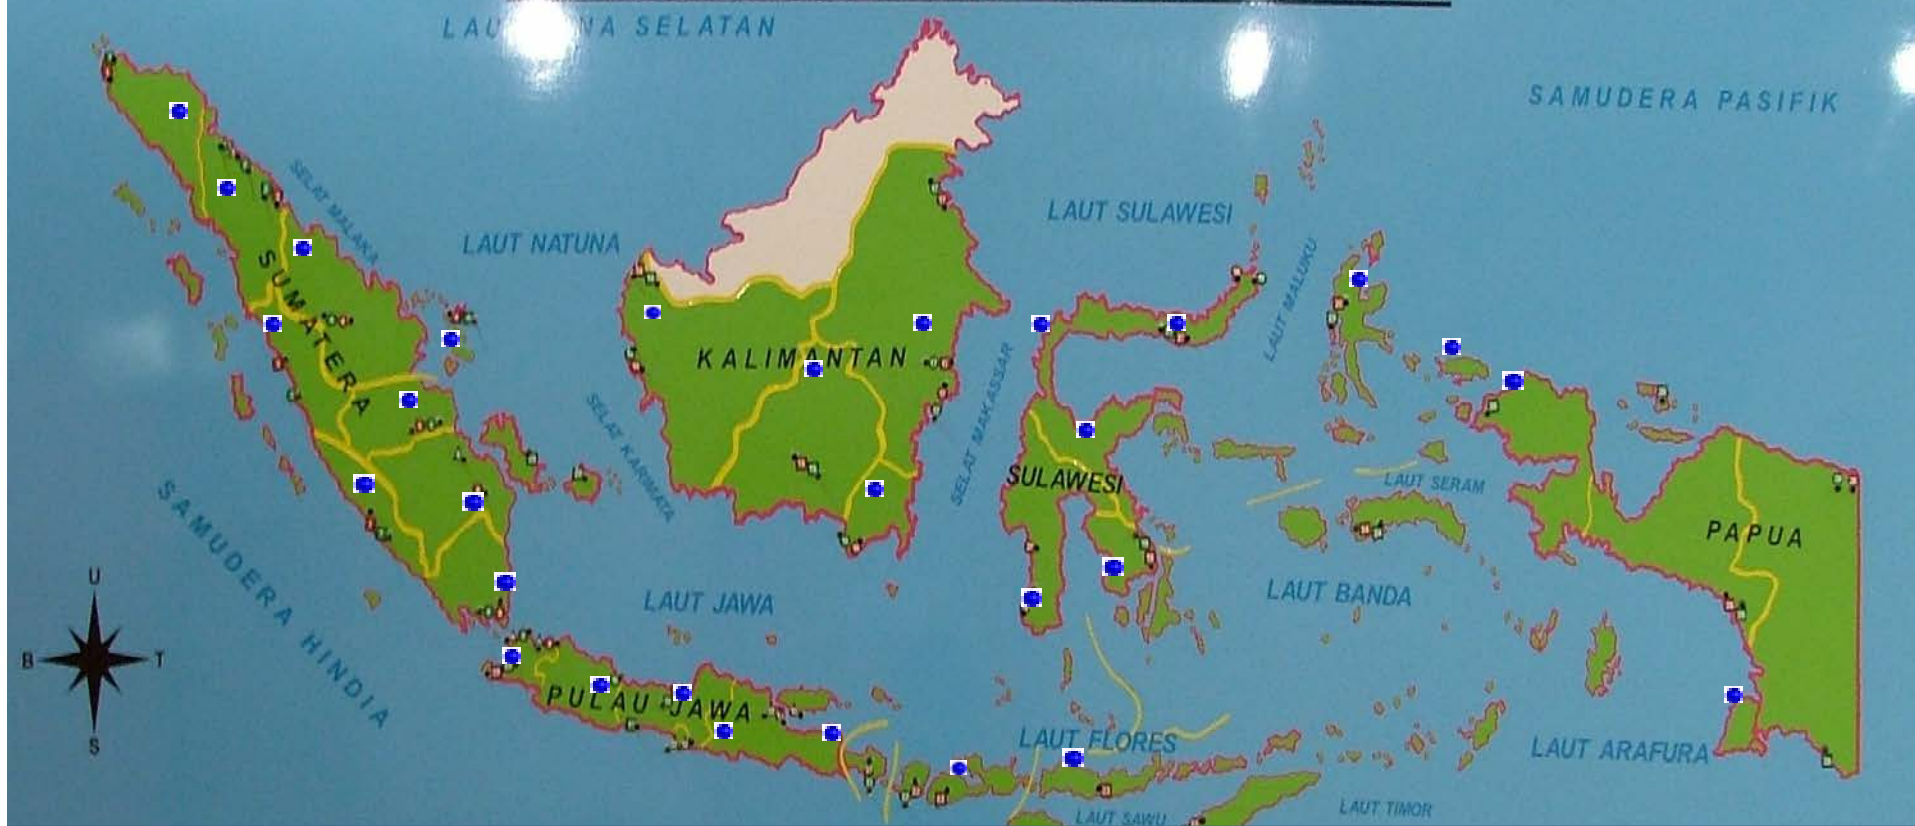 SELATAN
SAMUDERA PASIFIK
SELAT MALAKA
LAUT NATUNA
LAUT SULAWESI
LAUT MALUKU
SUMATERA
KALIMANTAN
SELAT KARIMATA
SELAT MAKASSAR
SULAWESI
LAUT SERAM
PAPUA
SAMUDERA HINDIA
LAUT JAWA
LAUT BANDA
U
B
T
S
PULAU JAWA
LAUT FLORES
LAUT ARAFURA
LAUT SAWU
LAUT TIMOR